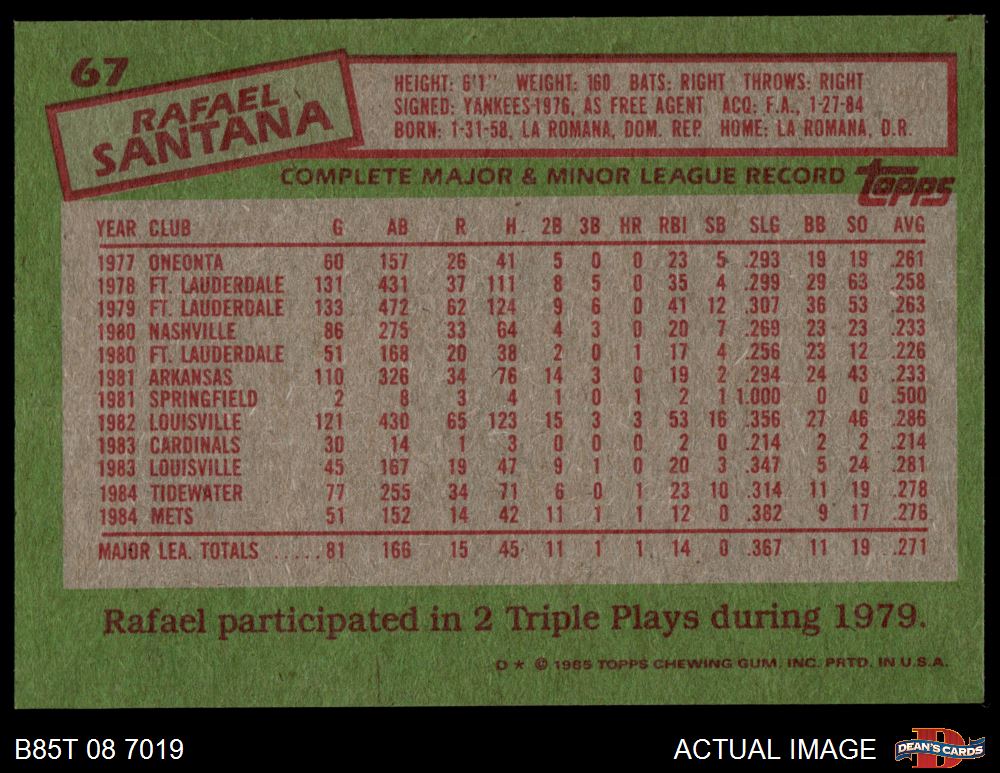 67
RAFAEL
SANTANA
HEIGHT: 6'1" WEIGHT: 160 BATS: RIGHT THROWS: RIGHT
SIGNED: YANKEES-1976, AS FREE AGENT ACQ: F.A., 1-27-84
BORN: 1-31-58, LA ROMANA, DOM. REP. HOME: LA ROMANA, D.R.
COMPLETE MAJOR & MINOR LEAGUE RECORD topps
YEAR CLUB G AB R H 2B 3B HR RBI SB SLG BB SO AVG
1977 ONEONTA 60 157 26 41 5 0 0 23 5 .293 19 19 .261
1978 FT. LAUDERDALE 131 431 37 111 8 5 0 35 4 .299 29 63 .258
1979 FT. LAUDERDALE 133 472 62 124 9 6 0 41 12 .307 36 53 .263
1980 NASHVILLE 86 275 33 64 4 3 0 20 7 .269 23 23 .233
1980 FT. LAUDERDALE 51 168 20 38 2 0 1 17 4 .256 23 12 .226
1981 ARKANSAS 110 326 34 76 14 3 0 19 2 .294 24 43 .233
1981 SPRINGFIELD 2 8 3 4 1 0 1 2 1 1.000 0 0 .500
1982 LOUISVILLE 121 430 65 123 15 3 3 53 16 .356 27 46 .286
1983 CARDINALS 30 14 1 3 0 0 0 2 0 .214 2 2 .214
1983 LOUISVILLE 45 167 19 47 9 1 0 20 3 .347 5 24 .281
1984 TIDEWATER 77 255 34 71 6 0 1 23 10 .314 11 19 .278
1984 METS 51 152 14 42 11 1 1 12 0 .382 9 17 .276
MAJOR LEA. TOTALS ..... 81 166 15 45 11 1 1 14 0 .367 11 19 .271
Rafael participated in 2 Triple Plays during 1979.
D * © 1985 TOPPS CHEWING GUM, INC. PRTD. IN U.S.A.
B85T 08 7019
ACTUAL IMAGE
D
DEAN'S CARDS